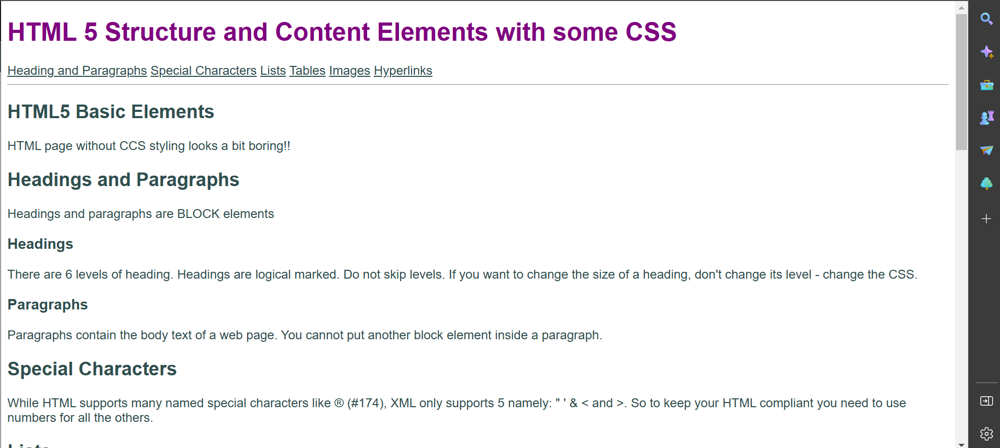 HTML 5 Structure and Content Elements with some CSS
Heading and Paragraphs Special Characters Lists Tables Images Hyperlinks
HTML5 Basic Elements
HTML page without CCS styling looks a bit boring!!
Headings and Paragraphs
Headings and paragraphs are BLOCK elements
Headings
There are 6 levels of heading. Headings are logical marked. Do not skip levels. If you want to change the size of a heading, don't change its level - change the CSS.
Paragraphs
Paragraphs contain the body text of a web page. You cannot put another block element inside a paragraph.
Special Characters
While HTML supports many named special characters like ® (#174), XML only supports 5 namely: " ' & < and >. So to keep your HTML compliant you need to use
numbers for all the others.